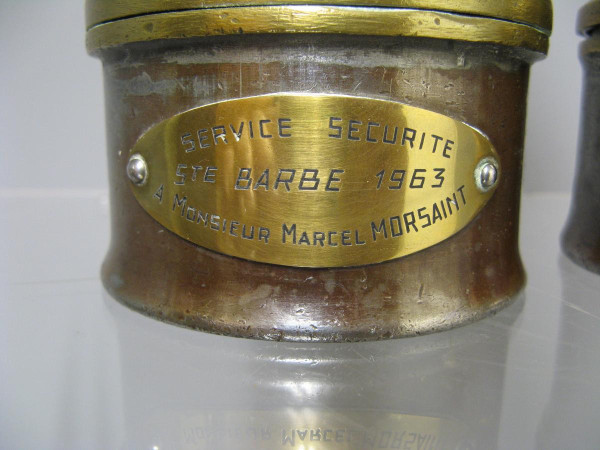 SERVICE SECURITE
STE BARBE 1963
A MONSIEUR MARCEL MORSAINT